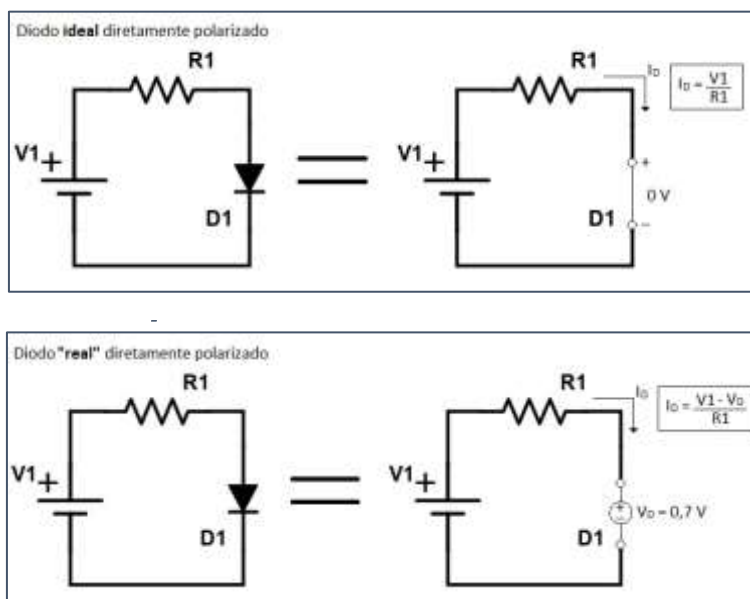 Diodo ideal diretamente polarizado
R1
V1 +
D1
R1
I_D
I_D = V1 / R1
V1 +
+
0 V
–
D1
Diodo "real" diretamente polarizado
R1
V1 +
D1
R1
I_D
I_D = V1 - V_D / R1
V1 +
+
–
V_D = 0,7 V
D1